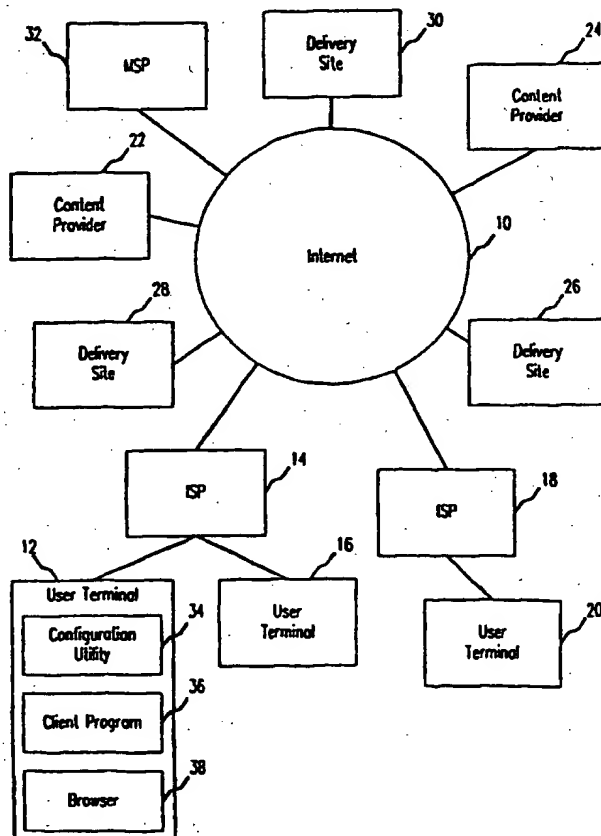 32
MSP
30
Delivery
Site
24
Content
Provider
22
Content
Provider
10
Internet
28
Delivery
Site
26
Delivery
Site
14
ISP
18
ISP
12
User Terminal
34
Configuration
Utility
36
Client Program
38
Browser
16
User
Terminal
20
User
Terminal